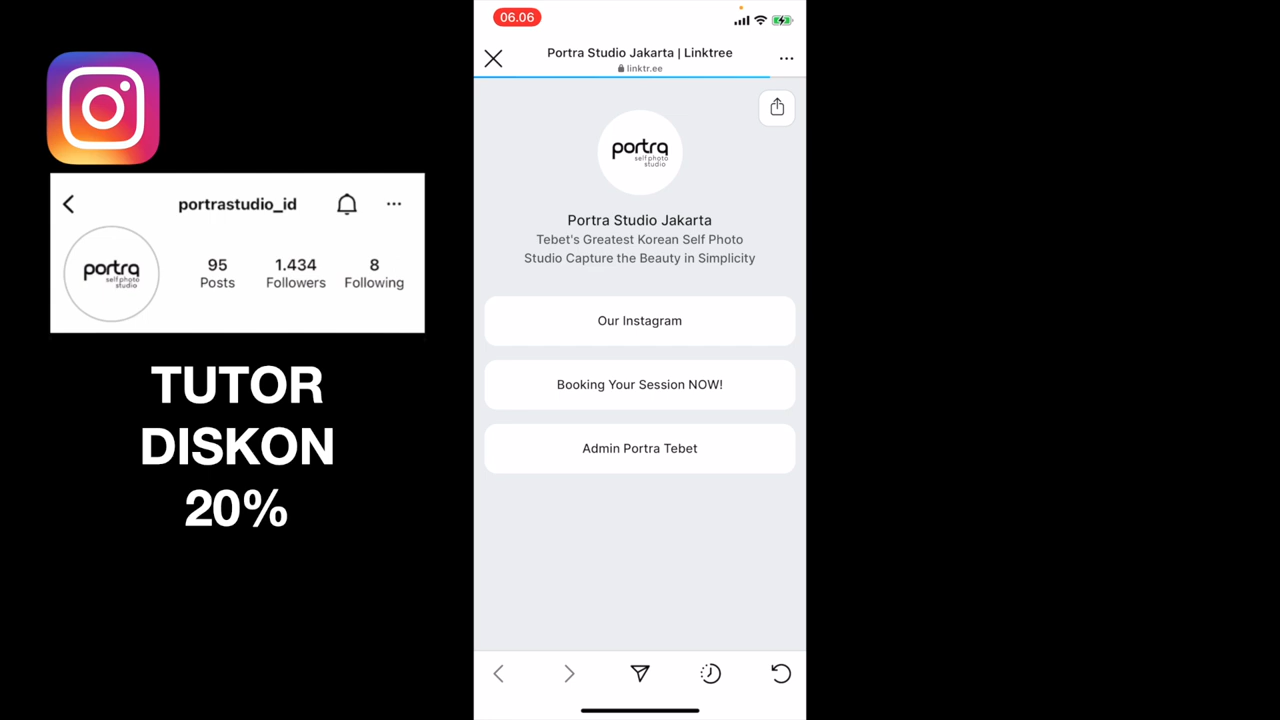 portrastudio_id
portra
self photo
studio
95
Posts
1.434
Followers
8
Following
TUTOR
DISKON
20%
06.06
Portra Studio Jakarta | Linktree
linktr.ee
portra
self photo
studio
Portra Studio Jakarta
Tebet's Greatest Korean Self Photo
Studio Capture the Beauty in Simplicity
Our Instagram
Booking Your Session NOW!
Admin Portra Tebet